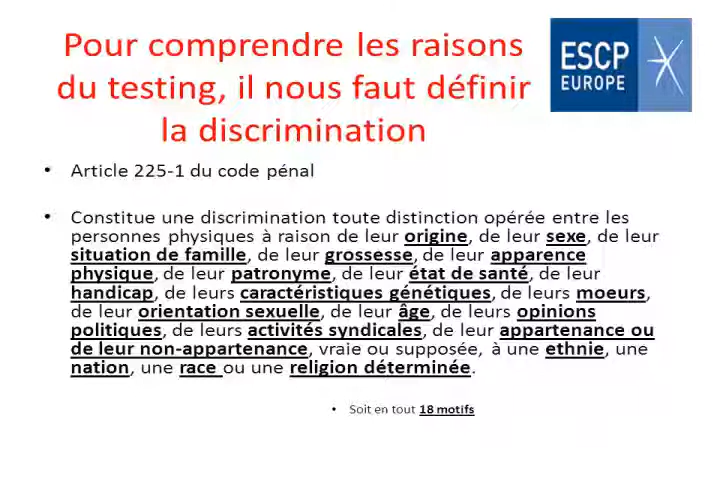 Pour comprendre les raisons
du testing, il nous faut définir
la discrimination
ESCP
EUROPE
• Article 225-1 du code pénal
• Constitue une discrimination toute distinction opérée entre les
personnes physiques à raison de leur origine, de leur sexe, de leur
situation de famille, de leur grossesse, de leur apparence
physique, de leur patronyme, de leur état de santé, de leur
handicap, de leurs caractéristiques génétiques, de leurs moeurs,
de leur orientation sexuelle, de leur âge, de leurs opinions
politiques, de leurs activités syndicales, de leur appartenance ou
de leur non-appartenance, vraie ou supposée, à une ethnie, une
nation, une race ou une religion déterminée.
• Soit en tout 18 motifs